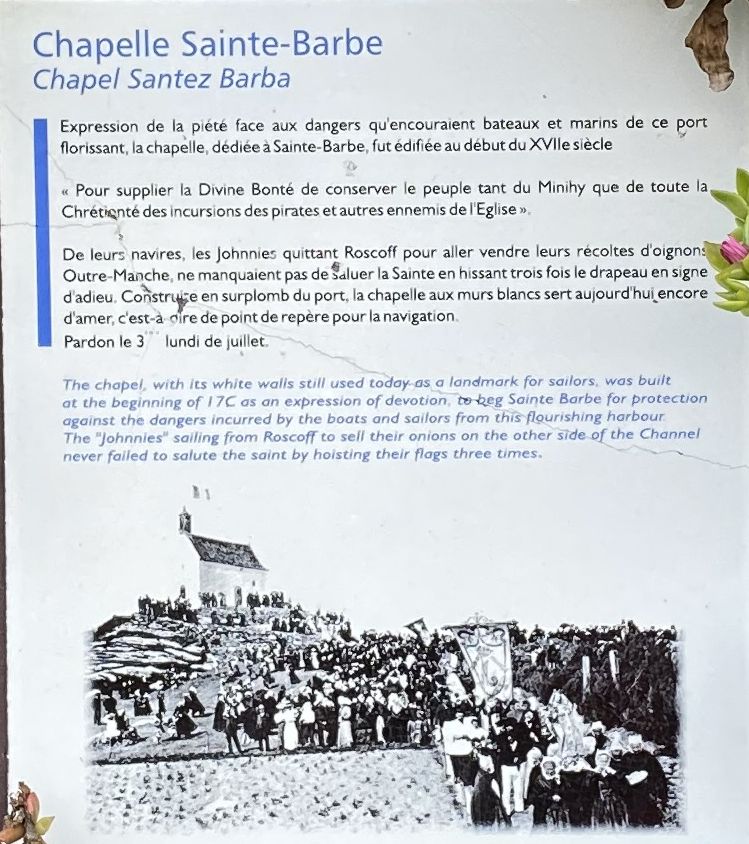 Chapelle Sainte-Barbe
Chapel Santez Barba
Expression de la piété face aux dangers qu'encouraient bateaux et marins de ce port
florissant, la chapelle, dédiée à Sainte-Barbe, fut édifiée au début du XVIIe siècle
« Pour supplier la Divine Bonté de conserver le peuple tant du Minihy que de toute la
Chrétienté des incursions des pirates et autres ennemis de l'Eglise ».
De leurs navires, les Johnnies quittant Roscoff pour aller vendre leurs récoltes d'oignons
Outre-Manche, ne manquaient pas de saluer la Sainte en hissant trois fois le drapeau en signe
d'adieu. Construite en surplomb du port, la chapelle aux murs blancs sert aujourd'hui encore
d'amer, c'est-à-dire de point de repère pour la navigation.
Pardon le 3 lundi de juillet.
The chapel, with its white walls still used today as a landmark for sailors, was built
at the beginning of 17C as an expression of devotion, to beg Sainte Barbe for protection
against the dangers incurred by the boats and sailors from this flourishing harbour.
The "Johnnies" sailing from Roscoff to sell their onions on the other side of the Channel
never failed to salute the saint by hoisting their flags three times.